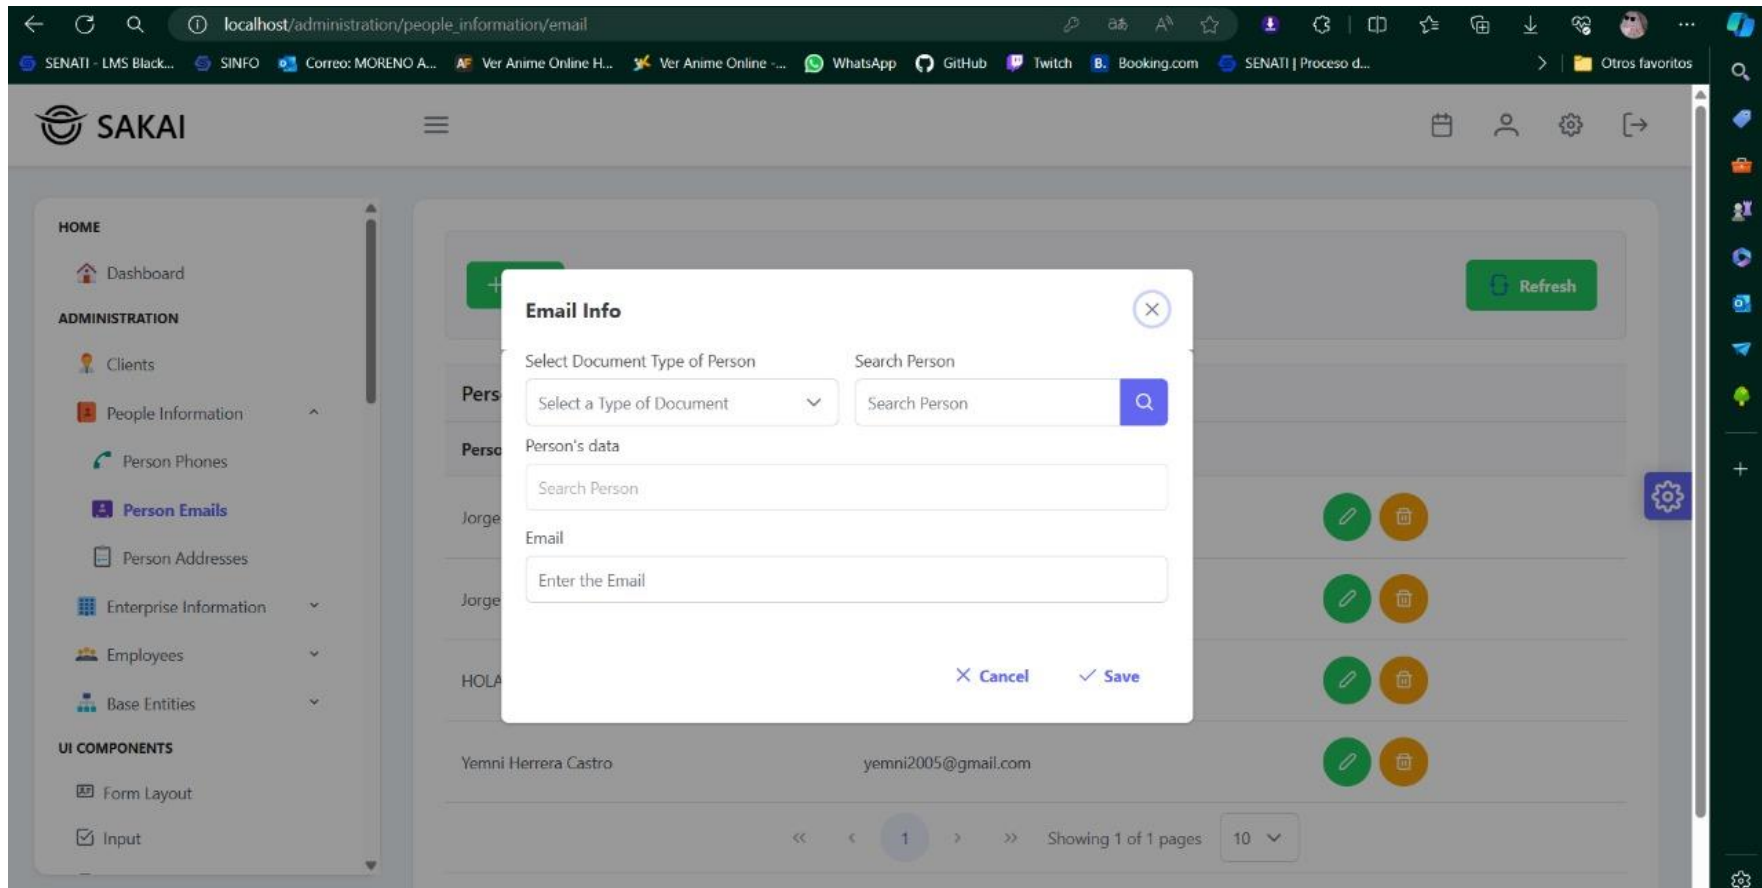 localhost/administration/people_information/email
SENATI - LMS Black... SINFO Correo: MORENO A... Ver Anime Online H... Ver Anime Online -... WhatsApp GitHub Twitch Booking.com SENATI | Proceso d... Otros favoritos
SAKAI
HOME
Dashboard
ADMINISTRATION
Clients
People Information
Person Phones
Person Emails
Person Addresses
Enterprise Information
Employees
Base Entities
UI COMPONENTS
Form Layout
Input
Refresh
Email Info
Select Document Type of Person Search Person
Select a Type of Document Search Person
Person's data
Search Person
Email
Enter the Email
Cancel Save
Pers
Perso
Jorge
Jorge
HOLA
Yemni Herrera Castro yemni2005@gmail.com
« ‹ 1 › » Showing 1 of 1 pages 10